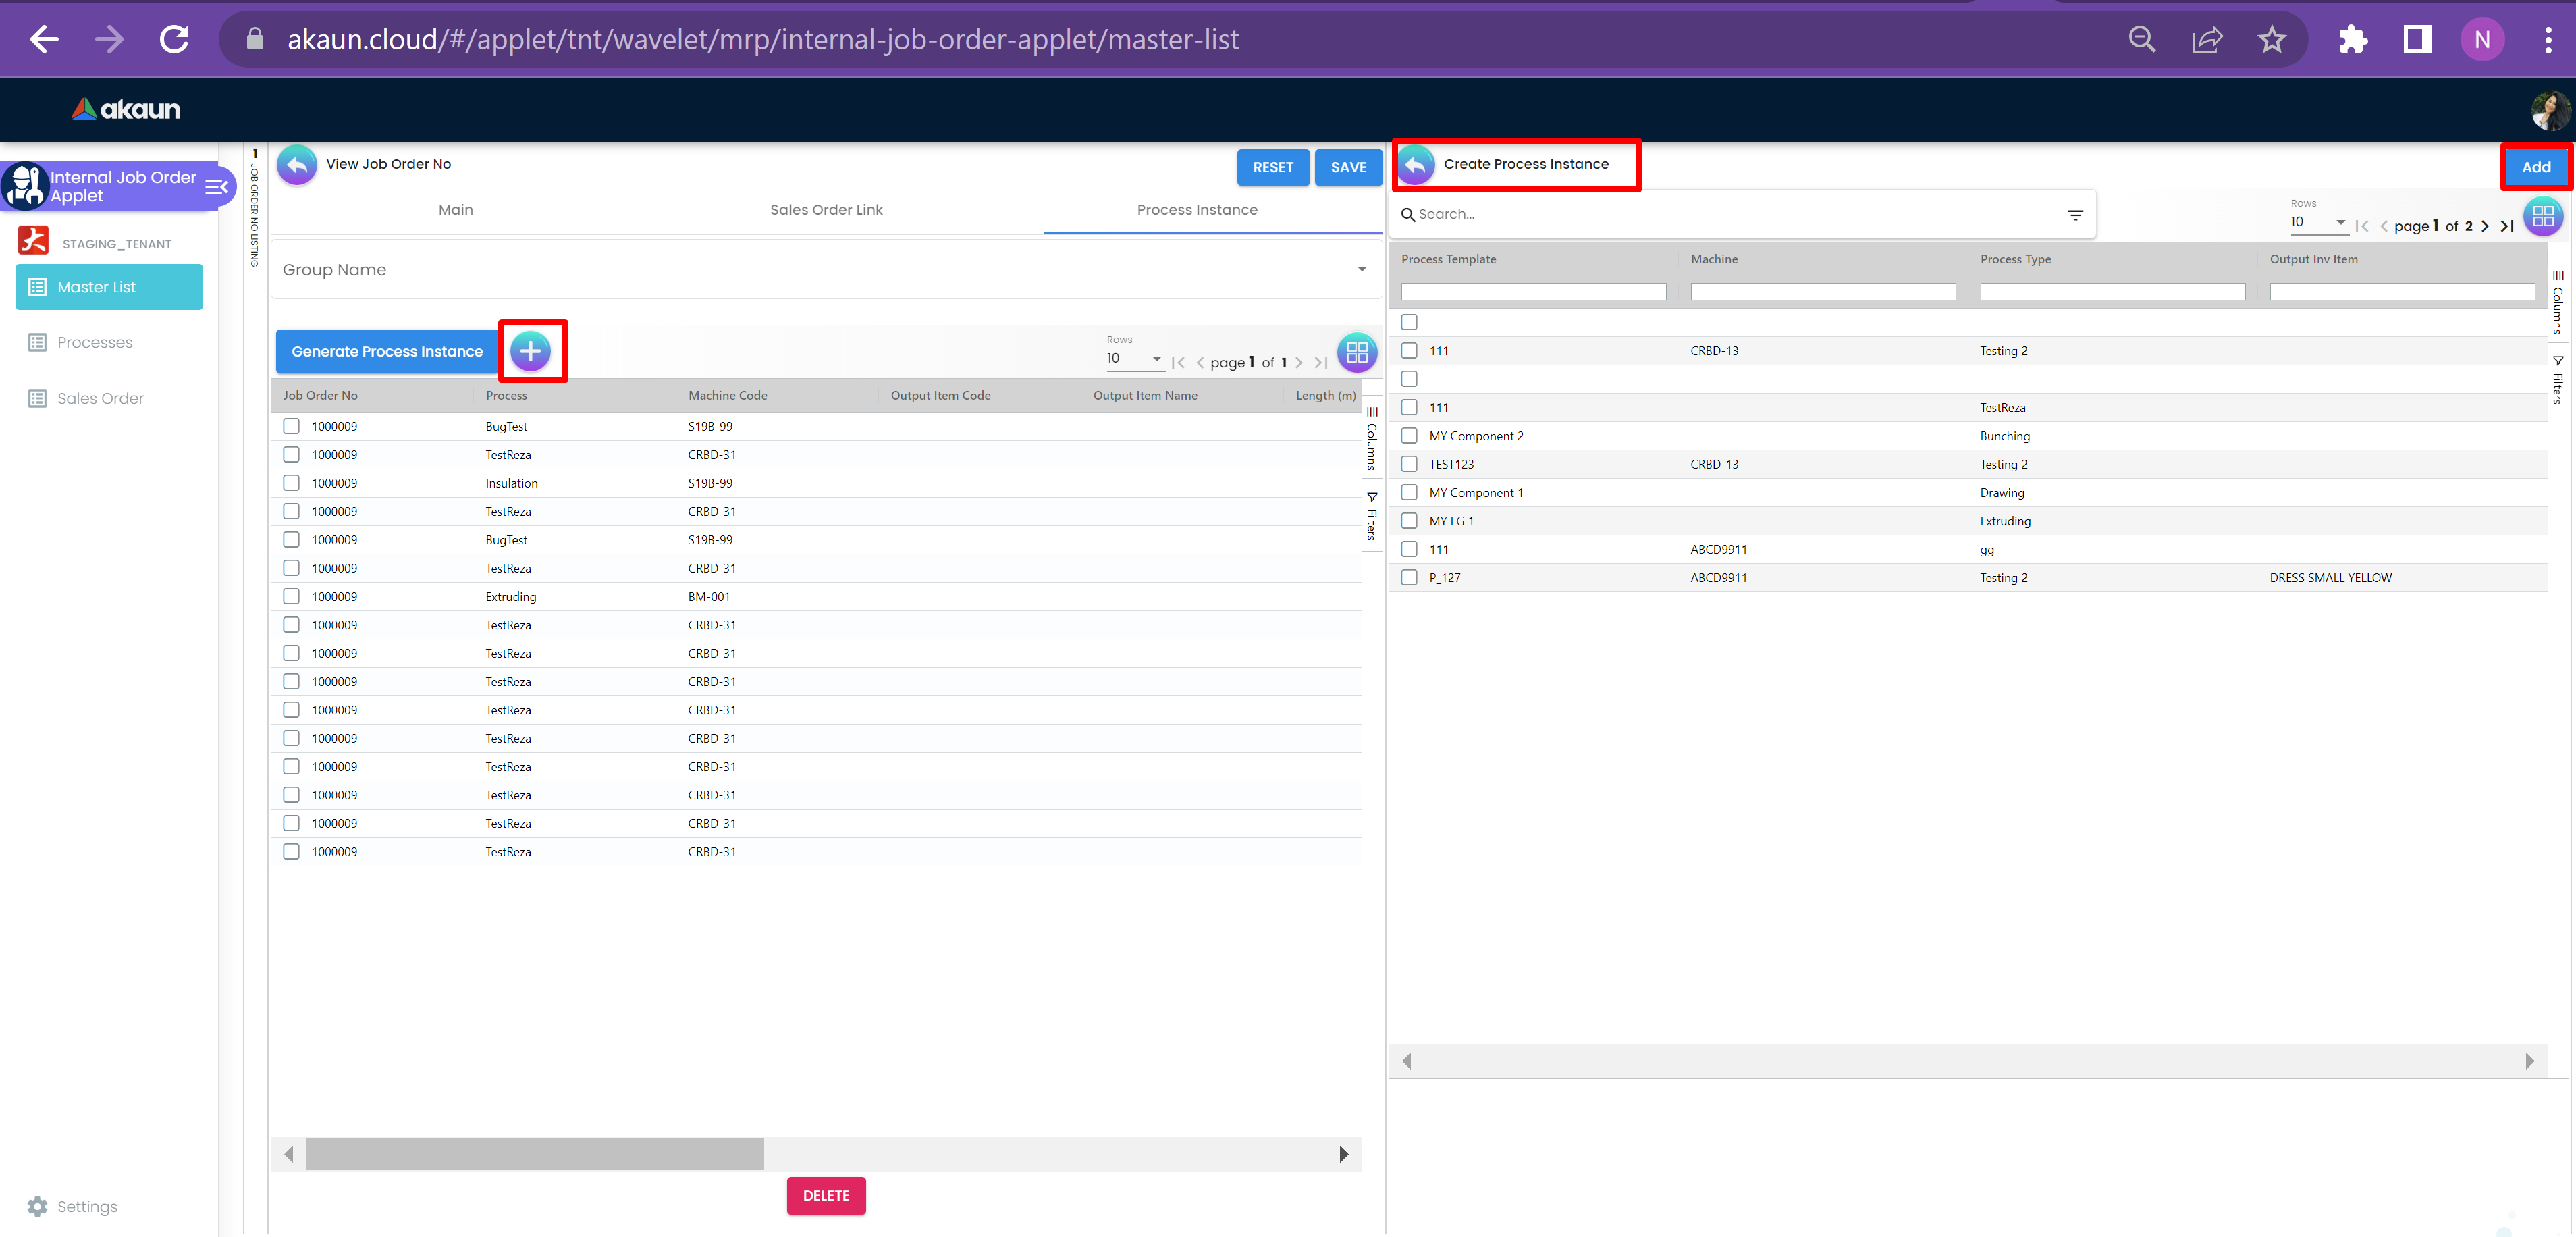 akaun.cloud/#/applet/tnt/wavelet/mrp/internal-job-order-applet/master-list
N
akaun
Internal Job Order
Applet
STAGING_TENANT
Master List
Processes
Sales Order
Settings
1
JOB ORDER NO LISTING
View Job Order No
RESET
SAVE
Main
Sales Order Link
Process Instance
Group Name
Generate Process Instance
Rows
10
page 1 of 1
Job Order No Process Machine Code Output Item Code Output Item Name Length (m)
1000009 BugTest S19B-99
1000009 TestReza CRBD-31
1000009 Insulation S19B-99
1000009 TestReza CRBD-31
1000009 BugTest S19B-99
1000009 TestReza CRBD-31
1000009 Extruding BM-001
1000009 TestReza CRBD-31
1000009 TestReza CRBD-31
1000009 TestReza CRBD-31
1000009 TestReza CRBD-31
1000009 TestReza CRBD-31
1000009 TestReza CRBD-31
1000009 TestReza CRBD-31
1000009 TestReza CRBD-31
1000009 TestReza CRBD-31
Columns
Filters
DELETE
Create Process Instance
Add
Search...
Rows
10
page 1 of 2
Process Template Machine Process Type Output Inv Item
111 CRBD-13 Testing 2
111 TestReza
MY Component 2 Bunching
TEST123 CRBD-13 Testing 2
MY Component 1 Drawing
MY FG 1 Extruding
111 ABCD9911 gg
P_127 ABCD9911 Testing 2 DRESS SMALL YELLOW
Columns
Filters